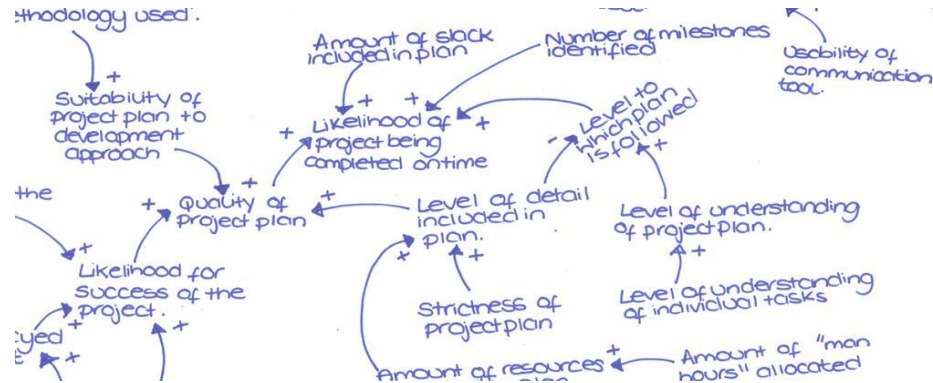 thodology used.
Amount of slack
included in plan
Number of milestones
identified
Usability of
communication
tool.
+
Suitability of
project plan to
development
approach
+
+
+
Likelihood of
project being
completed on time
+
-
Level to
which plan
is followed
+
the
+
+
Quality of
project plan
+
Level of detail
included in
plan.
+
+
Level of understanding
of project plan.
+
+
Likelihood for
success of the
project.
Strictness of
project plan
Level of understanding
of individual tasks
yed
+
+
+
Amount of resources
+
Amount of "man
hours" allocated